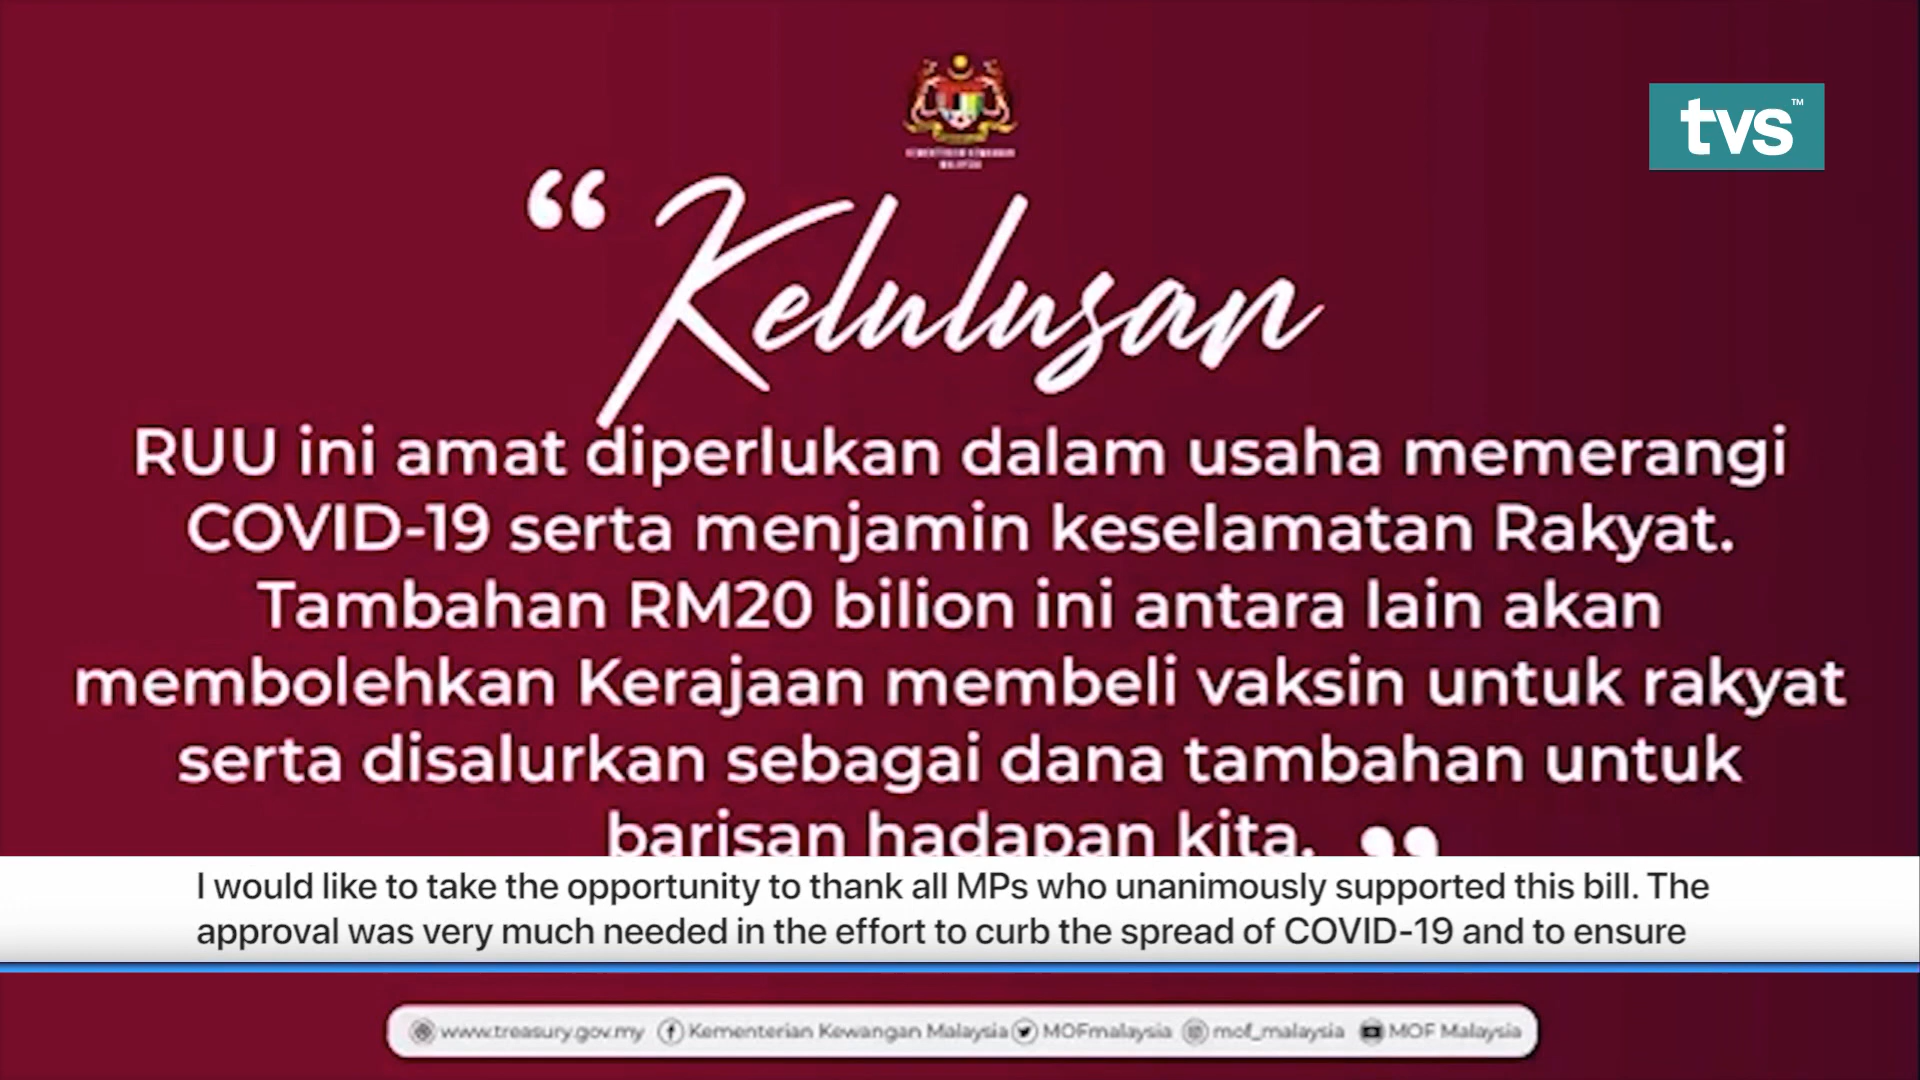 tvs™
KEMENTERIAN KEWANGAN
MALAYSIA
“ Kelulusan
RUU ini amat diperlukan dalam usaha memerangi
COVID-19 serta menjamin keselamatan Rakyat.
Tambahan RM20 bilion ini antara lain akan
membolehkan Kerajaan membeli vaksin untuk rakyat
serta disalurkan sebagai dana tambahan untuk
barisan hadapan kita. ”
I would like to take the opportunity to thank all MPs who unanimously supported this bill. The
approval was very much needed in the effort to curb the spread of COVID-19 and to ensure
www.treasury.gov.my Kementerian Kewangan Malaysia MOFmalaysia mof_malaysia MOF Malaysia